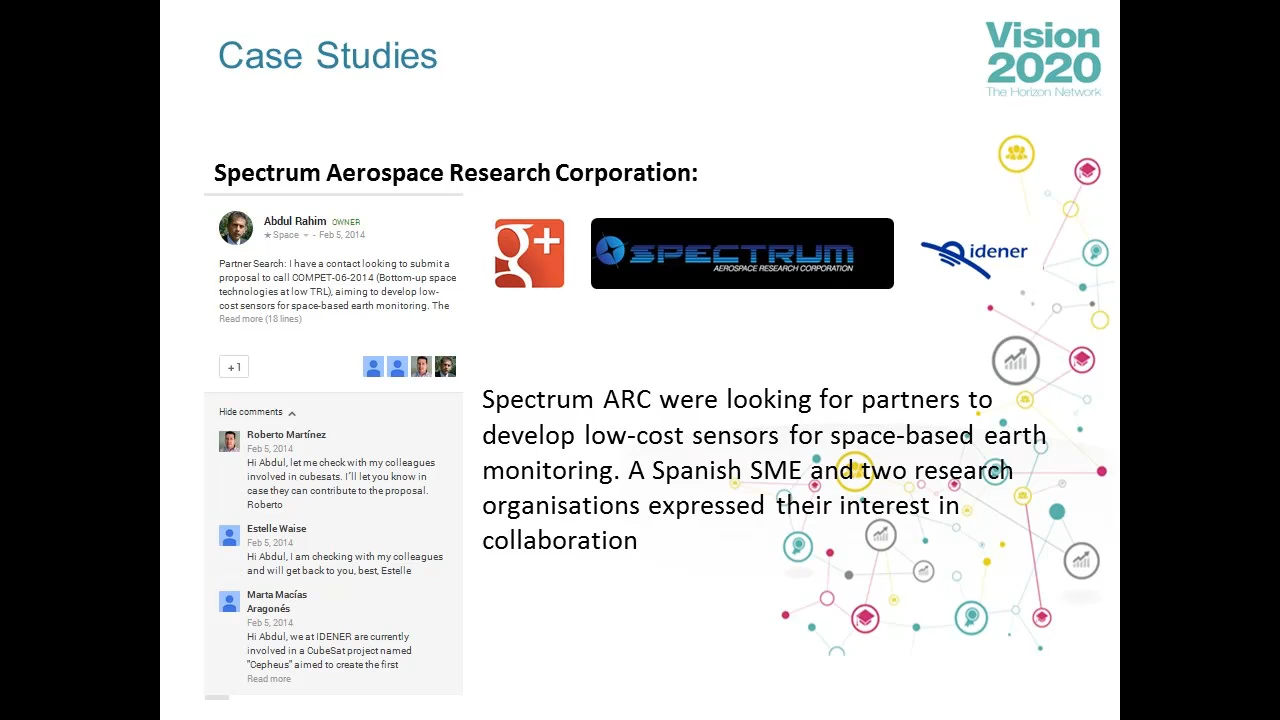 Case Studies
Vision
2020
The Horizon Network
Spectrum Aerospace Research Corporation:
Abdul Rahim OWNER
Space - Feb 5, 2014
Partner Search: I have a contact looking to submit a
proposal to call COMPET-06-2014 (Bottom-up space
technologies at low TRL), aiming to develop low-
cost sensors for space-based earth monitoring. The
Read more (18 lines)
+1
Hide comments
Roberto Martínez
Feb 5, 2014
Hi Abdul, let me check with my colleagues
involved in cubesats. I´ll let you know in
case they can contribute to the proposal.
Roberto
Estelle Waise
Feb 5, 2014
Hi Abdul, I am checking with my colleagues
and will get back to you, best, Estelle
Marta Macías
Aragonés
Feb 5, 2014
Hi Abdul, we at IDENER are currently
involved in a CubeSat project named
"Cepheus" aimed to create the first
Read more
g+
SPECTRUM
AEROSPACE RESEARCH CORPORATION
idener
Spectrum ARC were looking for partners to
develop low-cost sensors for space-based earth
monitoring. A Spanish SME and two research
organisations expressed their interest in
collaboration